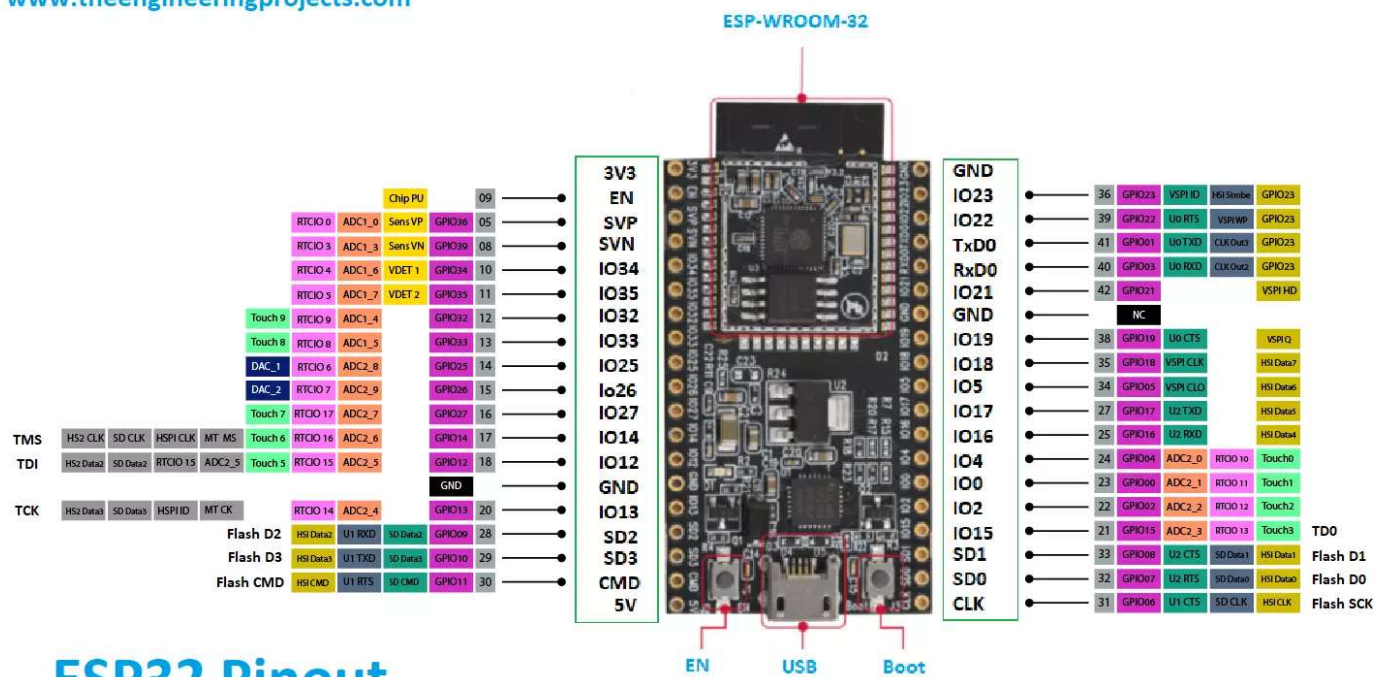 www.theengineeringprojects.com
ESP-WROOM-32
3V3
Chip PU 09 EN
RTCIO 0 ADC1_0 Sens VP GPIO36 05 SVP
RTCIO 3 ADC1_3 Sens VN GPIO39 08 SVN
RTCIO 4 ADC1_6 VDET 1 GPIO34 10 IO34
RTCIO 5 ADC1_7 VDET 2 GPIO35 11 IO35
Touch 9 RTCIO 9 ADC1_4 GPIO32 12 IO32
Touch 8 RTCIO 8 ADC1_5 GPIO33 13 IO33
DAC_1 RTCIO 6 ADC2_8 GPIO25 14 IO25
DAC_2 RTCIO 7 ADC2_9 GPIO26 15 Io26
Touch 7 RTCIO 17 ADC2_7 GPIO27 16 IO27
TMS HS2 CLK SD CLK HSPI CLK MT MS Touch 6 RTCIO 16 ADC2_6 GPIO14 17 IO14
TDI HS2 Data2 SD Data2 RTCIO 15 ADC2_5 Touch 5 RTCIO 15 ADC2_5 GPIO12 18 IO12
GND GND
TCK HS2 Data3 SD Data3 HSPI ID MT CK RTCIO 14 ADC2_4 GPIO13 20 IO13
Flash D2 HSI Data2 U1 RXD SD Data2 GPIO09 28 SD2
Flash D3 HSI Data3 U1 TXD SD Data3 GPIO10 29 SD3
Flash CMD HSI CMD U1 RTS SD CMD GPIO11 30 CMD
5V
GND
IO23 36 GPIO23 VSPI ID HSI Strobe GPIO23
IO22 39 GPIO22 U0 RTS VSPI WP GPIO23
TxD0 41 GPIO01 U0 TXD CLK Out3 GPIO23
RxD0 40 GPIO03 U0 RXD CLK Out2 GPIO23
IO21 42 GPIO21 VSPI HD
GND NC
IO19 38 GPIO19 U0 CTS VSPI Q
IO18 35 GPIO18 VSPI CLK HSI Data7
IO5 34 GPIO05 VSPI CLO HSI Data6
IO17 27 GPIO17 U2 TXD HSI Data5
IO16 25 GPIO16 U2 RXD HSI Data4
IO4 24 GPIO04 ADC2_0 RTCIO 10 Touch0
IO0 23 GPIO00 ADC2_1 RTCIO 11 Touch1
IO2 22 GPIO02 ADC2_2 RTCIO 12 Touch2
IO15 21 GPIO15 ADC2_3 RTCIO 13 Touch3 TD0
SD1 33 GPIO08 U2 CTS SD Data1 HSI Data1 Flash D1
SD0 32 GPIO07 U2 RTS SD Data0 HSI Data0 Flash D0
CLK 31 GPIO06 U1 CTS SD CLK HSI CLK Flash SCK
R24
U2
D2
EN USB Boot
ESP32 Pinout